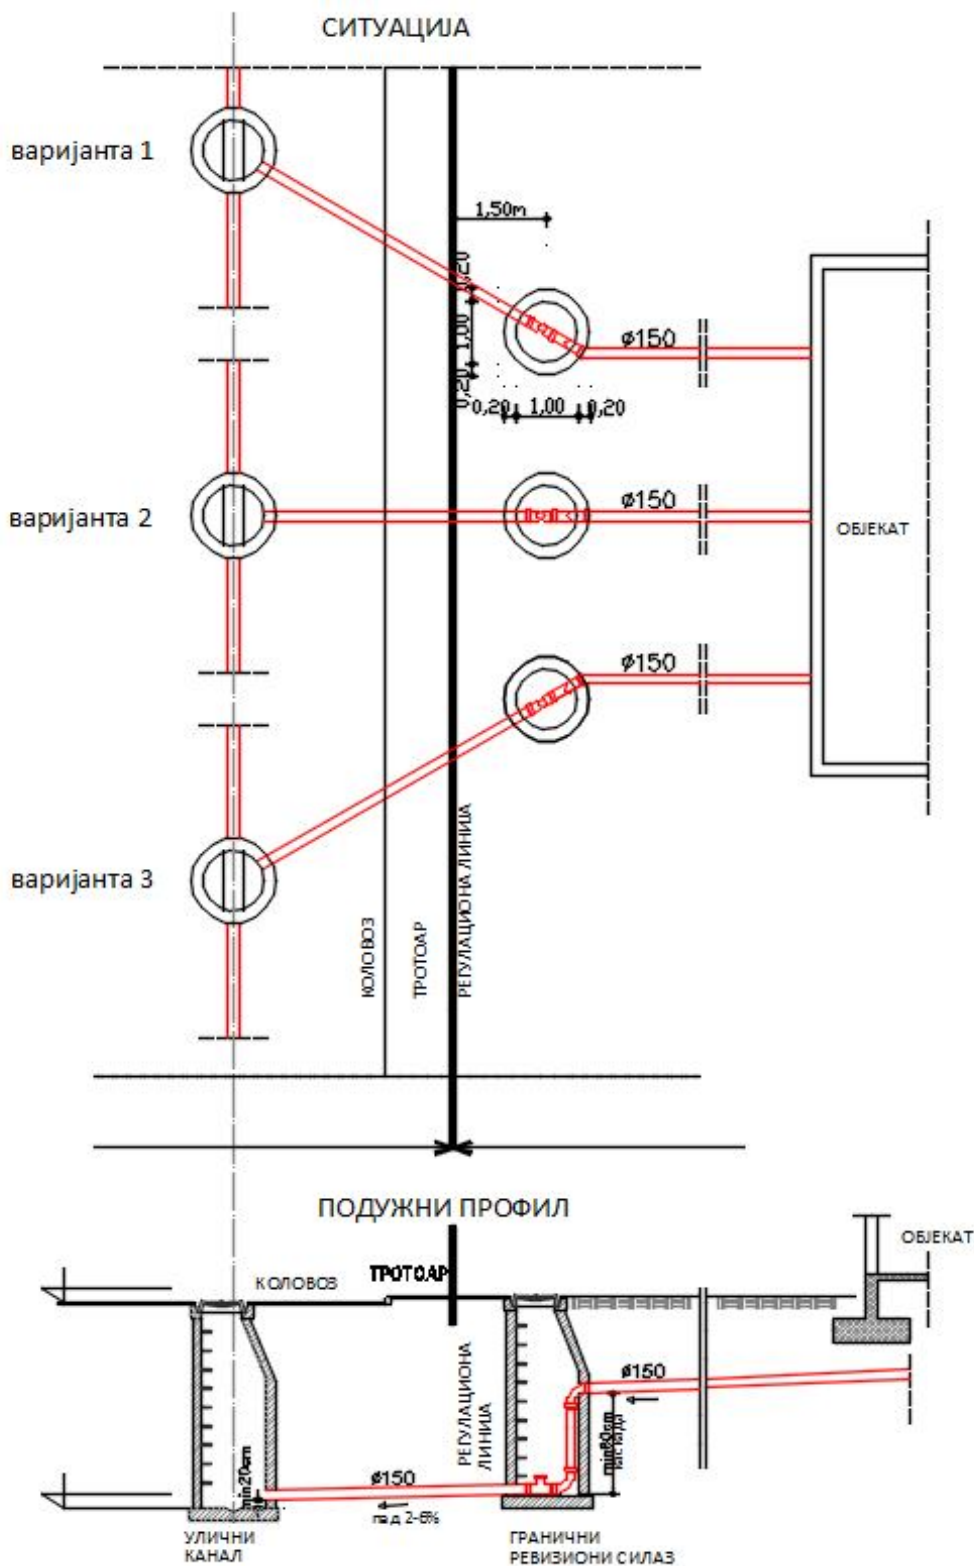 СИТУАЦИЈА
варијанта 1
1,50m
0,20
1,00
0,20
ø150
0,20
1,00
0,20
варијанта 2
ø150
ОБЈЕКАТ
ø150
варијанта 3
КОЛОВОЗ
ТРОТОАР
РЕГУЛАЦИОНА ЛИНИЈА
ПОДУЖНИ ПРОФИЛ
ОБЈЕКАТ
КОЛОВОЗ
ТРОТОАР
РЕГУЛАЦИОНА
ЛИНИЈА
ø150
min60cm
каскада
min20cm
ø150
пад 2-6%
УЛИЧНИ
КАНАЛ
ГРАНИЧНИ
РЕВИЗИОНИ СИЛАЗ